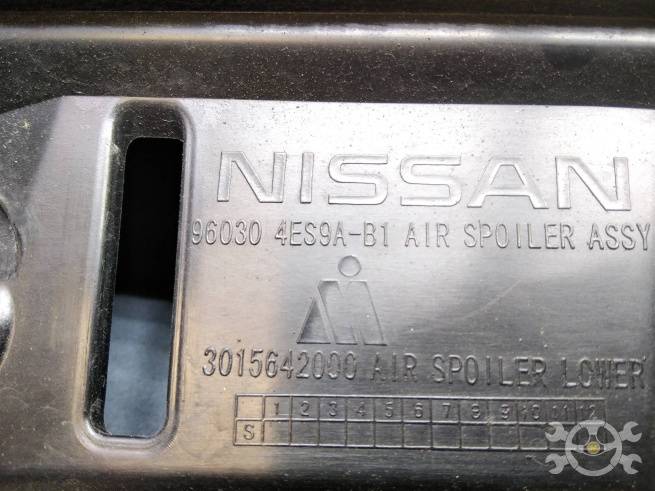 NISSAN
96030 4ES9A-B1 AIR SPOILER ASSY
3015642000 AIR SPOILER LOWER
1 2 3 4 5 6 7 8 9 10 11 12
S